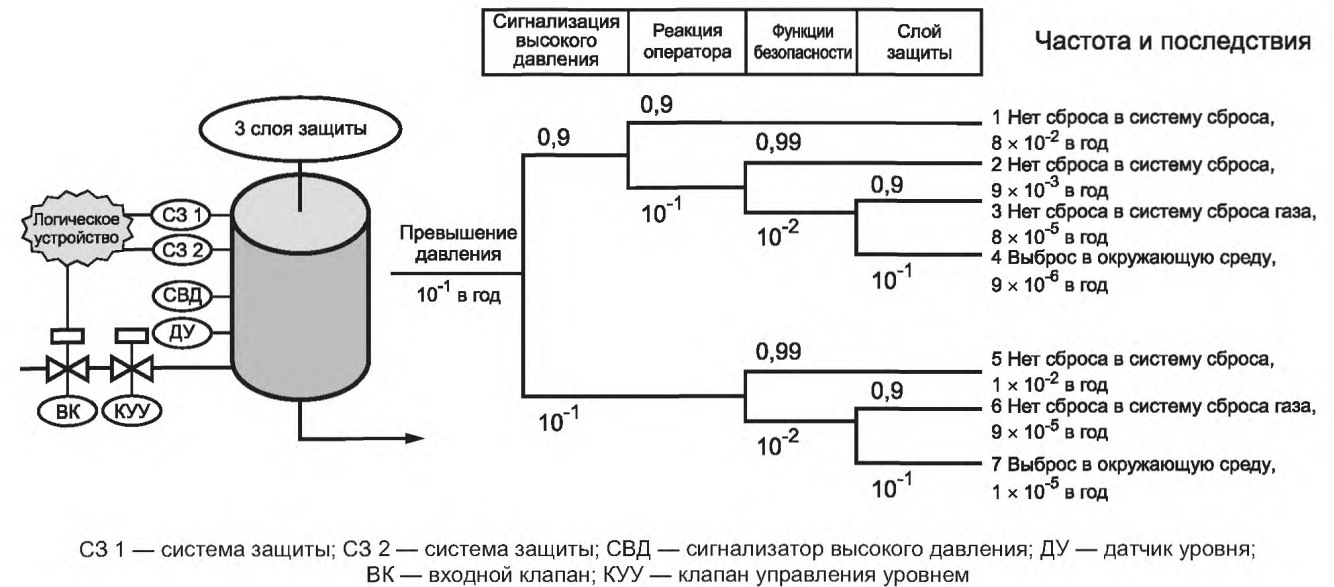 Сигнализация
высокого
давления
Реакция
оператора
Функции
безопасности
Слой
защиты
Частота и последствия
3 слоя защиты
Логическое
устройство
СЗ 1
СЗ 2
СВД
ДУ
ВК
КУУ
Превышение
давления
10⁻¹ в год
0,9
0,9
10⁻¹
0,99
10⁻²
0,9
10⁻¹
10⁻¹
0,99
10⁻²
0,9
10⁻¹
1 Нет сброса в систему сброса,
8 × 10⁻² в год
2 Нет сброса в систему сброса,
9 × 10⁻³ в год
3 Нет сброса в систему сброса газа,
8 × 10⁻⁵ в год
4 Выброс в окружающую среду,
9 × 10⁻⁶ в год
5 Нет сброса в систему сброса,
1 × 10⁻² в год
6 Нет сброса в систему сброса газа,
9 × 10⁻⁵ в год
7 Выброс в окружающую среду,
1 × 10⁻⁵ в год
СЗ 1 — система защиты; СЗ 2 — система защиты; СВД — сигнализатор высокого давления; ДУ — датчик уровня;
ВК — входной клапан; КУУ — клапан управления уровнем